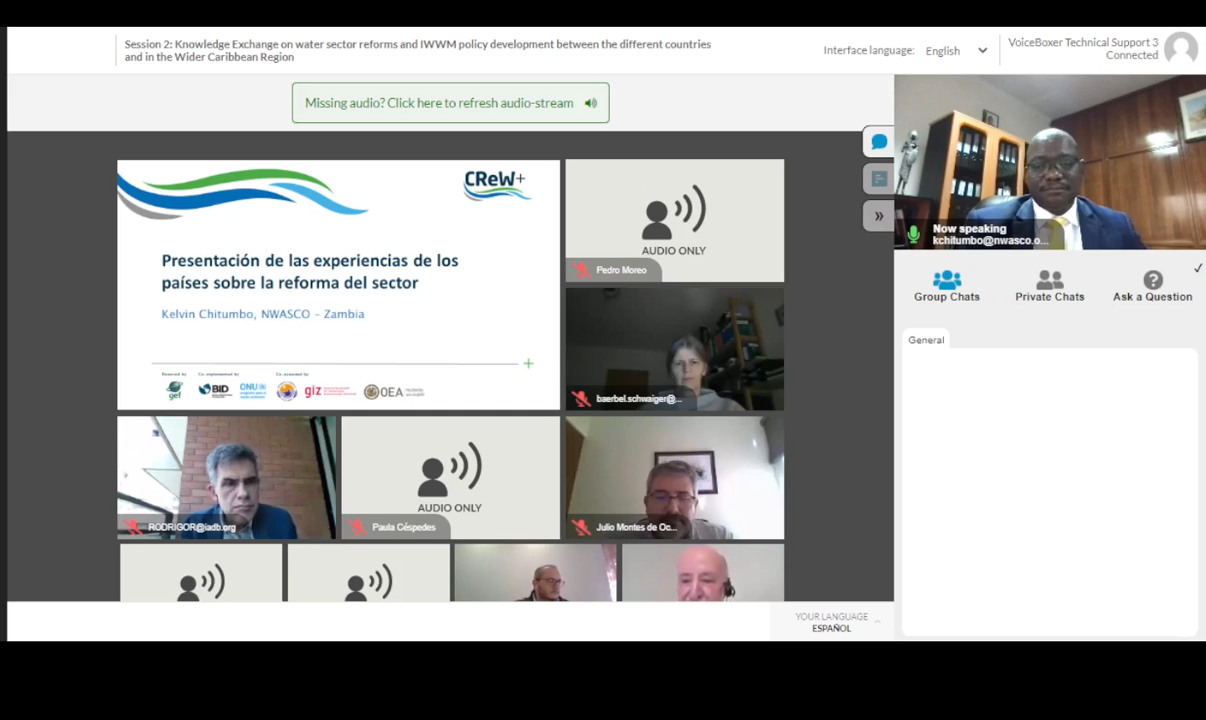 Session 2: Knowledge Exchange on water sector reforms and IWWM policy development between the different countries
and in the Wider Caribbean Region
Interface language: English
VoiceBoxer Technical Support 3
Connected
Missing audio? Click here to refresh audio-stream
CReW+
Presentación de las experiencias de los
países sobre la reforma del sector
Kelvin Chitumbo, NWASCO – Zambia
gef
BID
ONU
giz
OEA
AUDIO ONLY
Pedro Moreo
baerbel.schwaiger@...
RODRIGOR@iadb.org
AUDIO ONLY
Paula Céspedes
Julio Montes de Oc...
Now speaking
kchitumbo@nwasco.o...
Group Chats
Private Chats
Ask a Question
General
YOUR LANGUAGE
ESPAÑOL